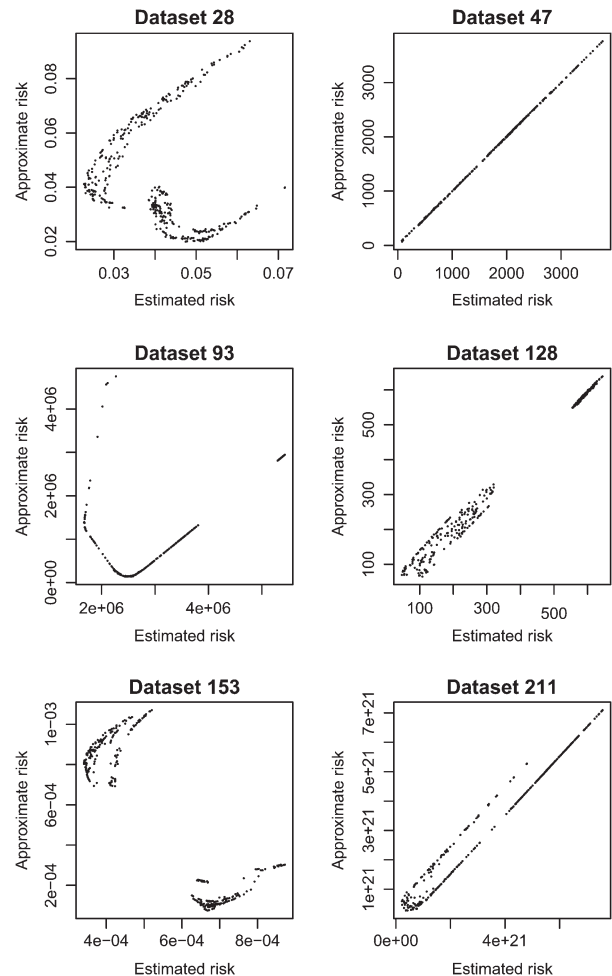 Dataset 28
Approximate risk
0.02 0.04 0.06 0.08
0.03 0.05 0.07
Estimated risk
Dataset 47
Approximate risk
0 1000 2000 3000
0 1000 2000 3000
Estimated risk
Dataset 93
Approximate risk
0e+00 2e+06 4e+06
2e+06 4e+06
Estimated risk
Dataset 128
Approximate risk
100 300 500
100 300 500
Estimated risk
Dataset 153
Approximate risk
2e−04 6e−04 1e−03
4e−04 6e−04 8e−04
Estimated risk
Dataset 211
Approximate risk
1e+21 3e+21 5e+21 7e+21
0e+00 4e+21
Estimated risk